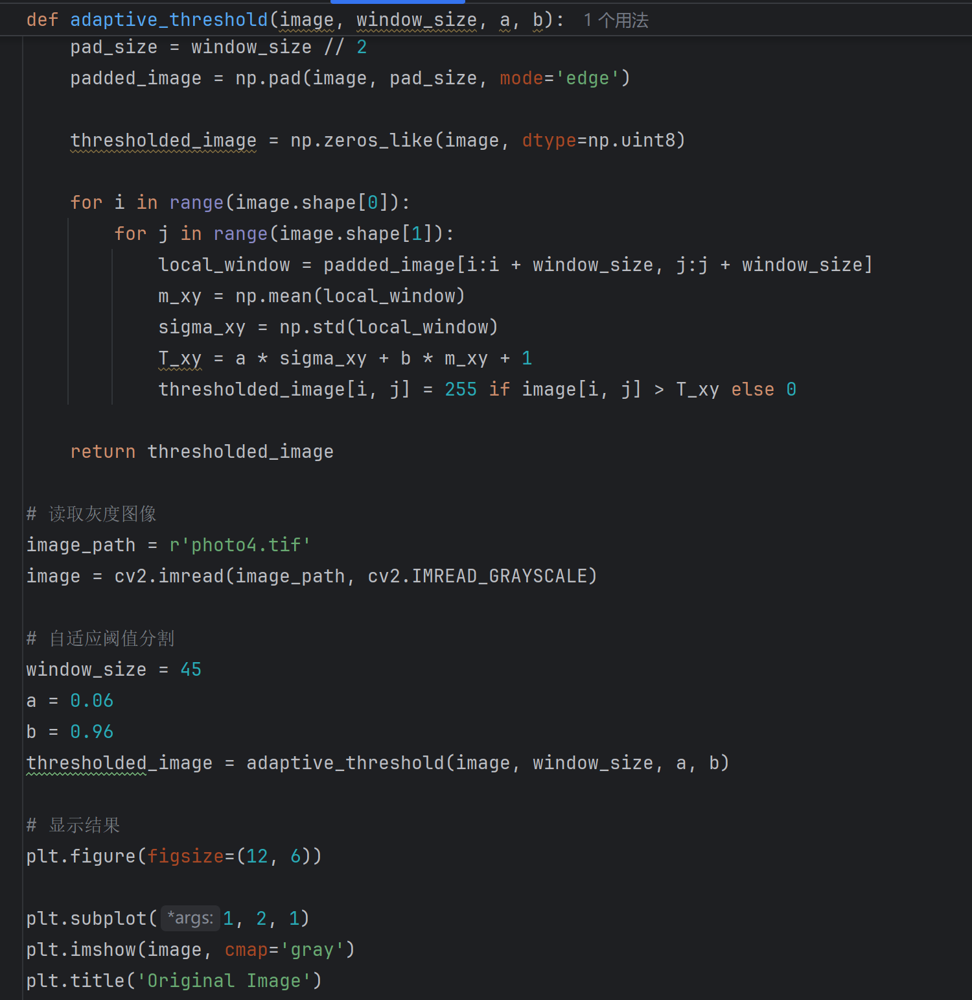 def adaptive_threshold(image, window_size, a, b): 1 个用法
    pad_size = window_size // 2
    padded_image = np.pad(image, pad_size, mode='edge')

    thresholded_image = np.zeros_like(image, dtype=np.uint8)

    for i in range(image.shape[0]):
        for j in range(image.shape[1]):
            local_window = padded_image[i:i + window_size, j:j + window_size]
            m_xy = np.mean(local_window)
            sigma_xy = np.std(local_window)
            T_xy = a * sigma_xy + b * m_xy + 1
            thresholded_image[i, j] = 255 if image[i, j] > T_xy else 0

    return thresholded_image

# 读取灰度图像
image_path = r'photo4.tif'
image = cv2.imread(image_path, cv2.IMREAD_GRAYSCALE)

# 自适应阈值分割
window_size = 45
a = 0.06
b = 0.96
thresholded_image = adaptive_threshold(image, window_size, a, b)

# 显示结果
plt.figure(figsize=(12, 6))

plt.subplot( *args: 1, 2, 1)
plt.imshow(image, cmap='gray')
plt.title('Original Image')